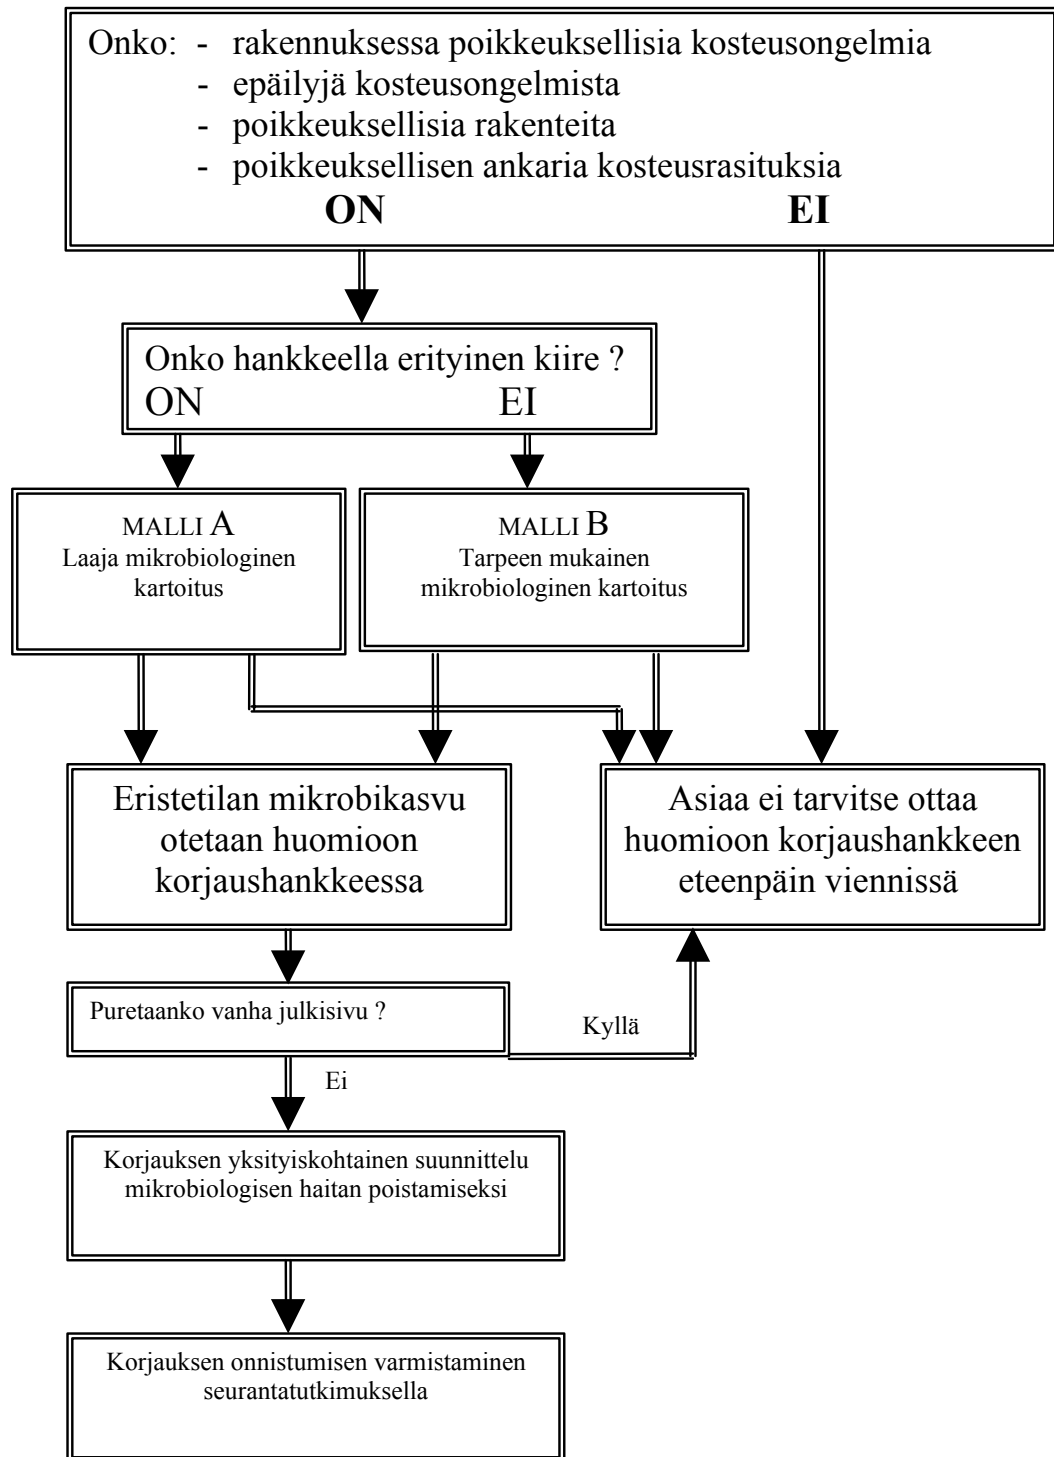 Onko: - rakennuksessa poikkeuksellisia kosteusongelmia
- epäilyjä kosteusongelmista
- poikkeuksellisia rakenteita
- poikkeuksellisen ankaria kosteusrasituksia
ON EI
Onko hankkeella erityinen kiire ?
ON EI
MALLI A
Laaja mikrobiologinen
kartoitus
MALLI B
Tarpeen mukainen
mikrobiologinen kartoitus
Eristetilan mikrobikasvu
otetaan huomioon
korjaushankkeessa
Asiaa ei tarvitse ottaa
huomioon korjaushankkeen
eteenpäin viennissä
Puretaanko vanha julkisivu ?
Kyllä
Ei
Korjauksen yksityiskohtainen suunnittelu
mikrobiologisen haitan poistamiseksi
Korjauksen onnistumisen varmistaminen
seurantatutkimuksella